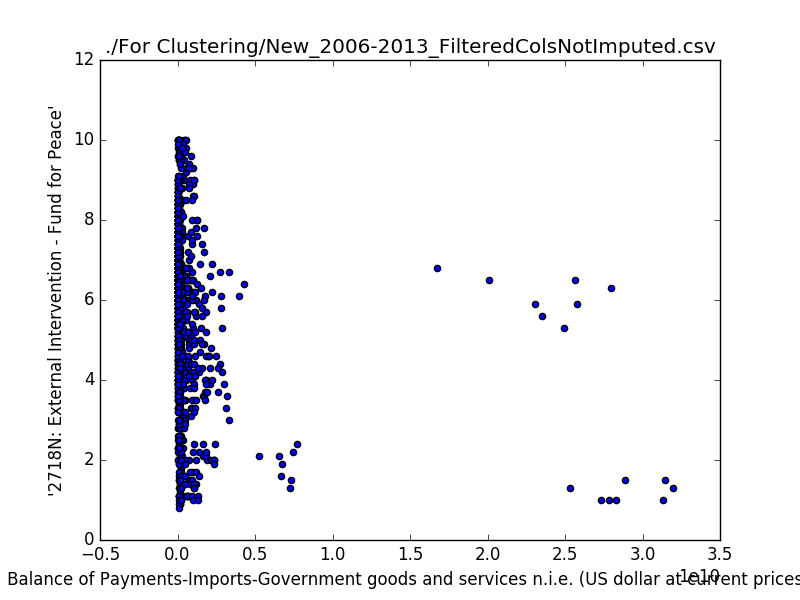 ./For Clustering/New_2006-2013_FilteredColsNotImputed.csv
12
10
8
6
4
2
0
'2718N: External Intervention - Fund for Peace'
−0.5 0.0 0.5 1.0 1.5 2.0 2.5 3.0 3.5
1e10
Balance of Payments-Imports-Government goods and services n.i.e. (US dollar at current prices